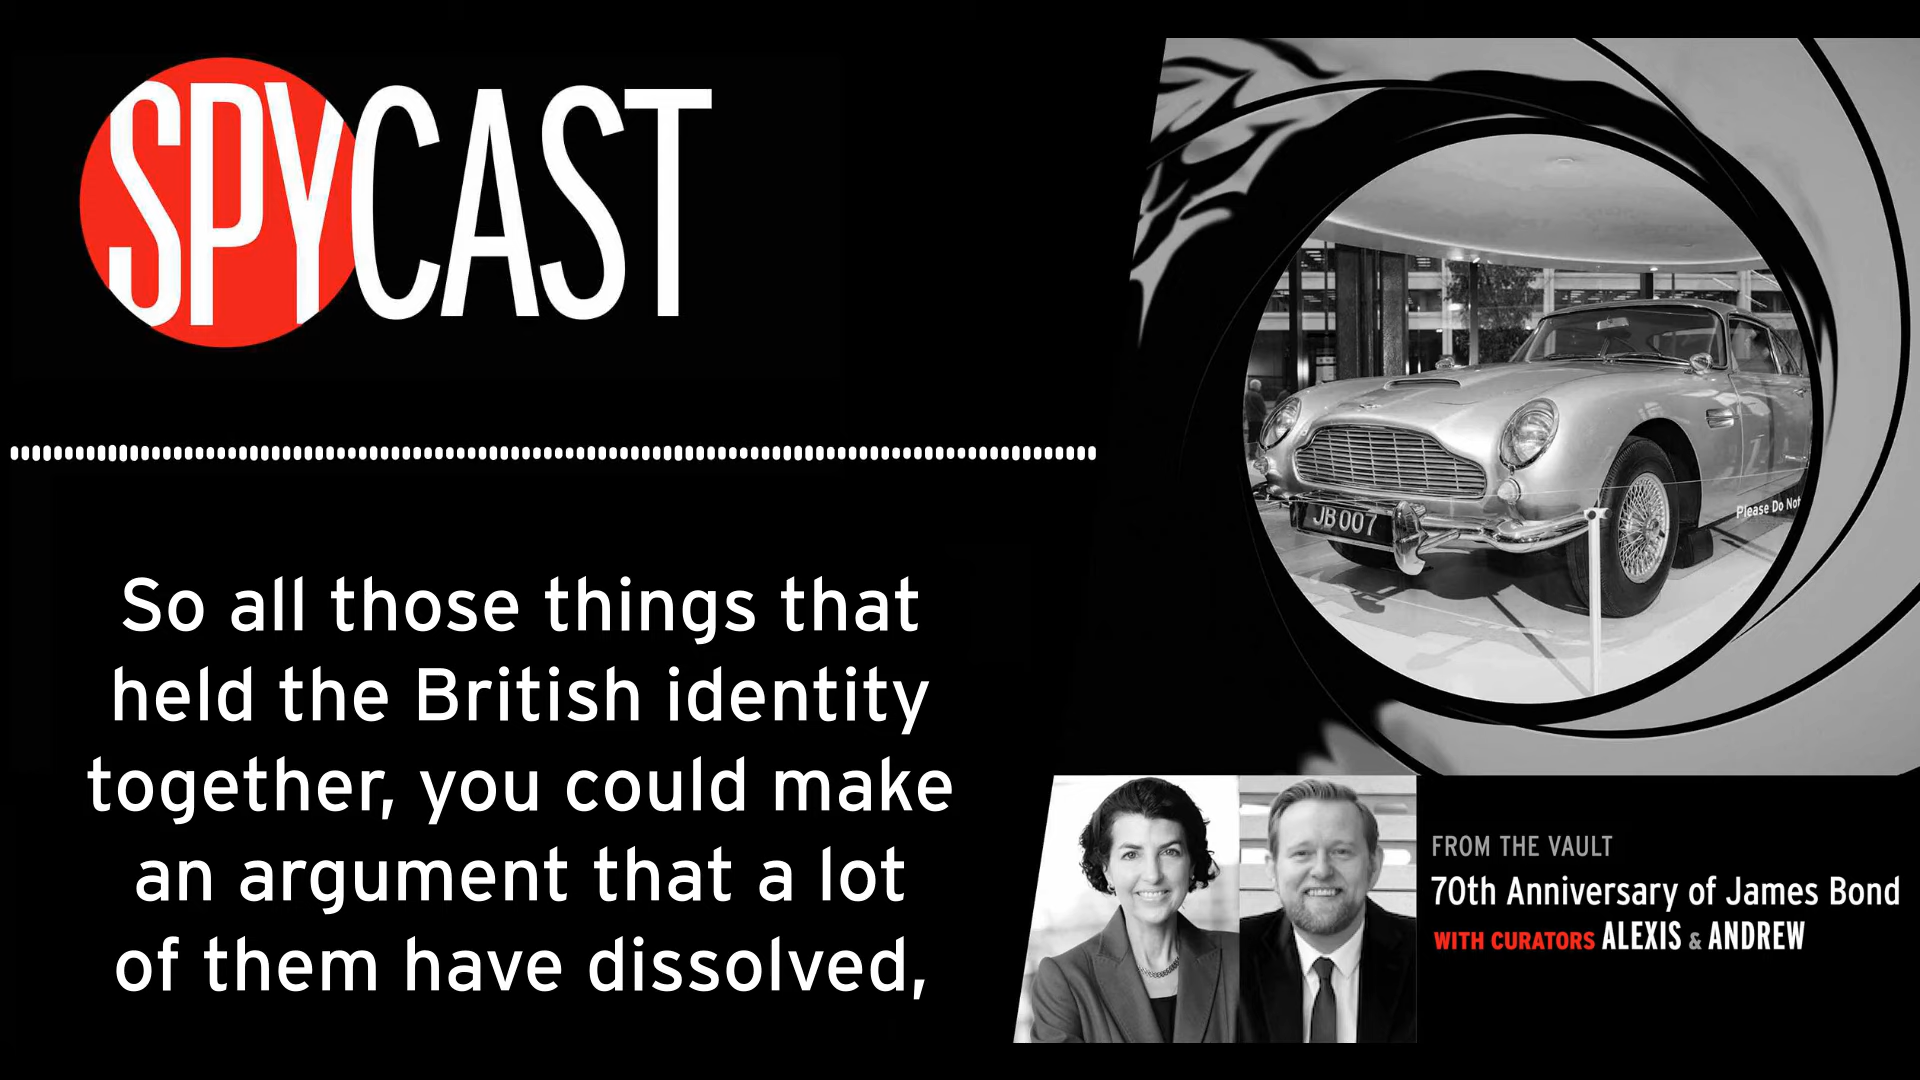 SPYCAST
So all those things that
held the British identity
together, you could make
an argument that a lot
of them have dissolved,
JB 007
Please Do Not
FROM THE VAULT
70th Anniversary of James Bond
WITH CURATORS ALEXIS & ANDREW